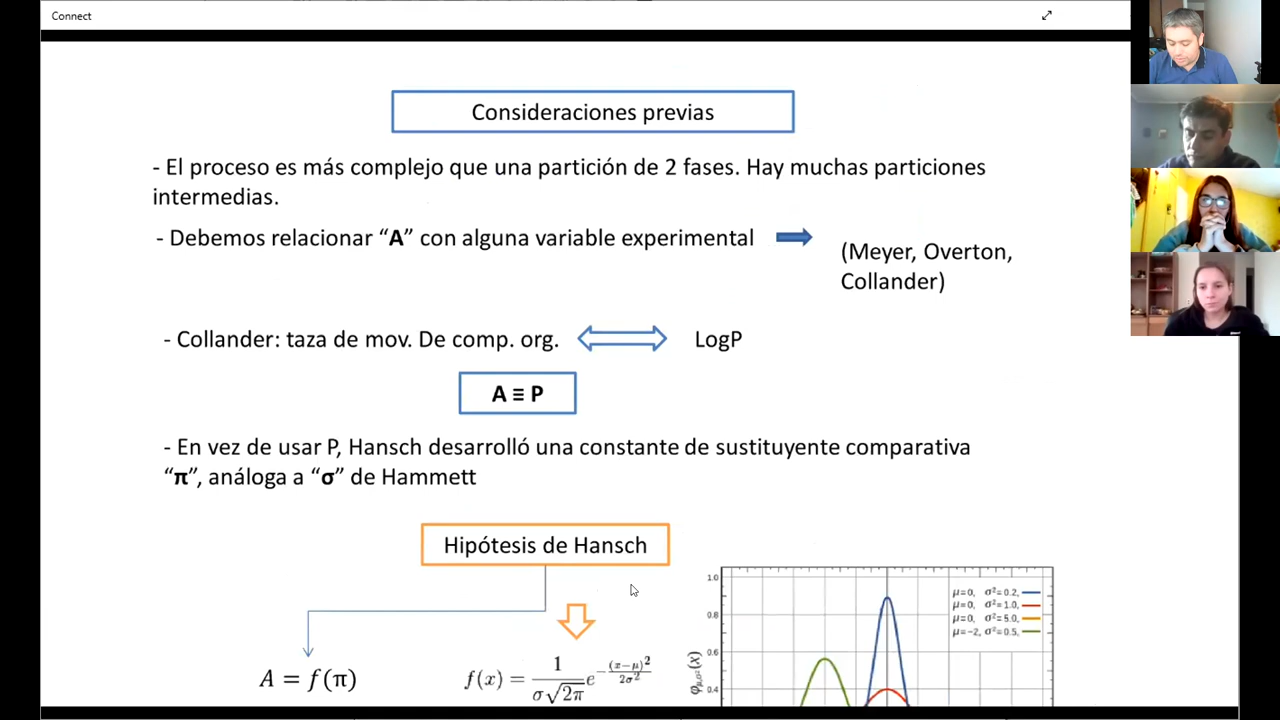 Connect
Consideraciones previas
- El proceso es más complejo que una partición de 2 fases. Hay muchas particiones
intermedias.
- Debemos relacionar “A” con alguna variable experimental
(Meyer, Overton,
Collander)
- Collander: taza de mov. De comp. org.
LogP
A ≡ P
- En vez de usar P, Hansch desarrolló una constante de sustituyente comparativa
“π”, análoga a “σ” de Hammett
Hipótesis de Hansch
A = f(π)
f(x) = 1/(σ√2π) e^−(x−μ)²/2σ²
φμ,σ²(x)
1.0
0.8
0.6
0.4
μ=0, σ²=0.2,
μ=0, σ²=1.0,
μ=0, σ²=5.0,
μ=−2, σ²=0.5,